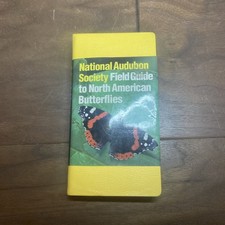 National Audubon
Society Field Guide
to North American
Butterflies